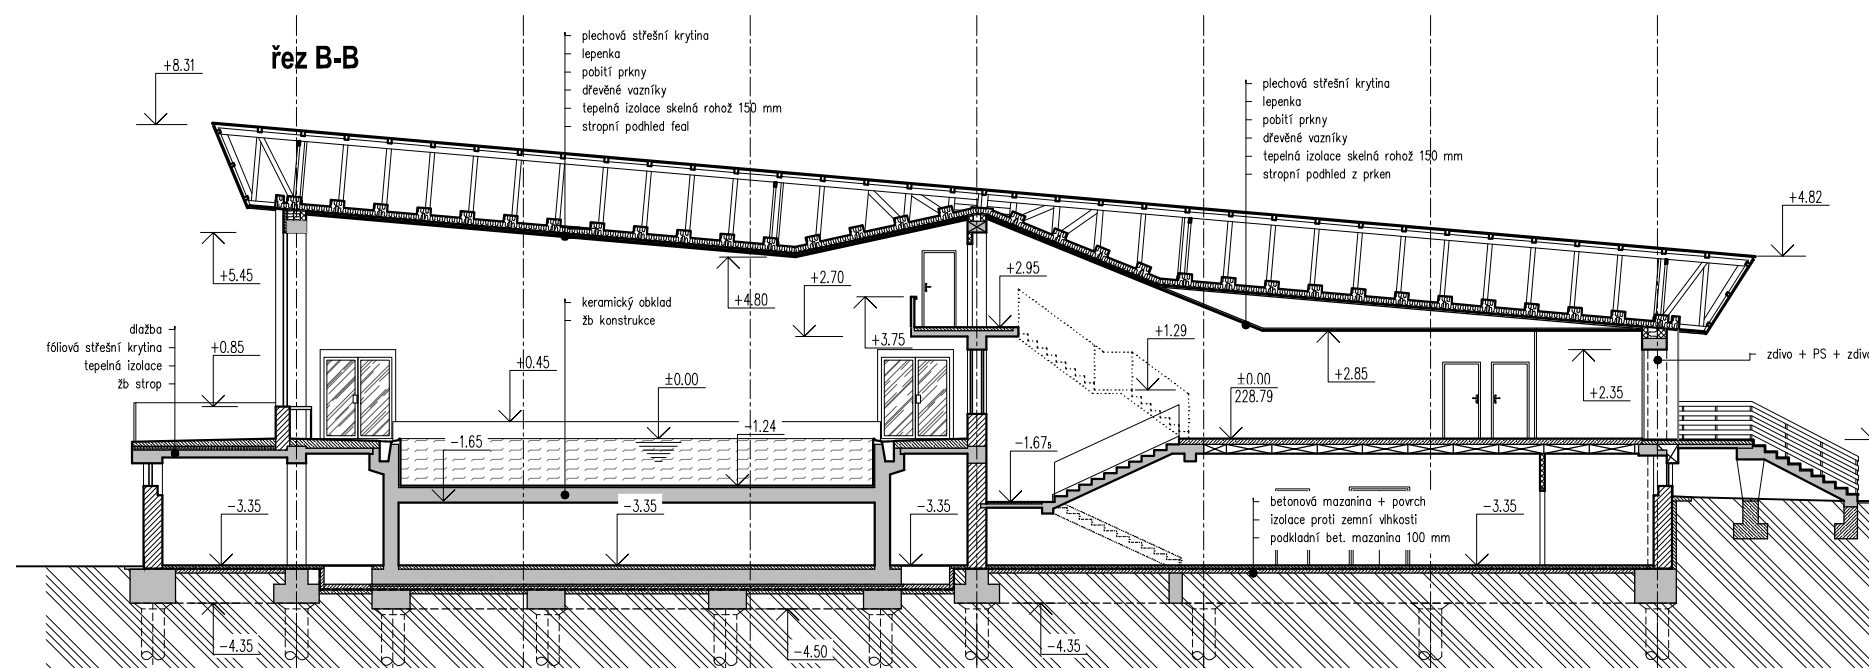 řez B-B
+8.31
plechová střešní krytina
lepenka
pobití prkny
dřevěné vazníky
tepelná izolace skelná rohož 150 mm
stropní podhled feal
plechová střešní krytina
lepenka
pobití prkny
dřevěné vazníky
tepelná izolace skelná rohož 150 mm
stropní podhled z prken
+4.82
+5.45
+4.80
+2.70
+2.95
+3.75
+1.29
keramický obklad
žb konstrukce
dlažba
fóliová střešní krytina
tepelná izolace
žb strop
+0.85
+0.45
±0.00
±0.00
228.79
+2.85
+2.35
zdivo + PS + zdivo
-1.65
-1.24
-1.675
-3.35
-3.35
-3.35
-3.35
betonová mazanina + povrch
izolace proti zemní vlhkosti
podkladní bet. mazanina 100 mm
-4.35
-4.50
-4.35